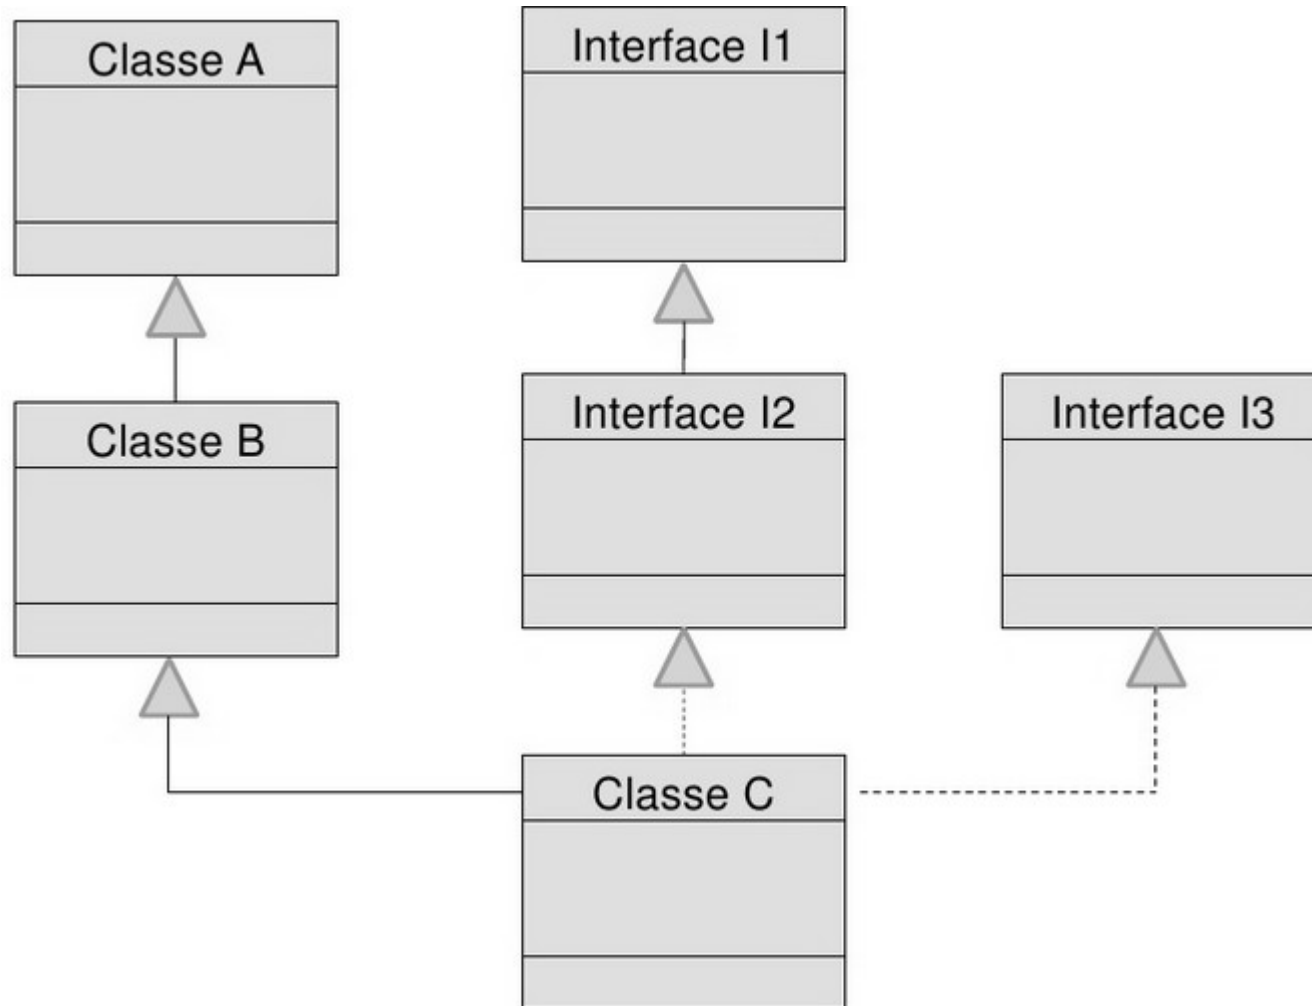 Classe A
Interface I1
Classe B
Interface I2
Interface I3
Classe C